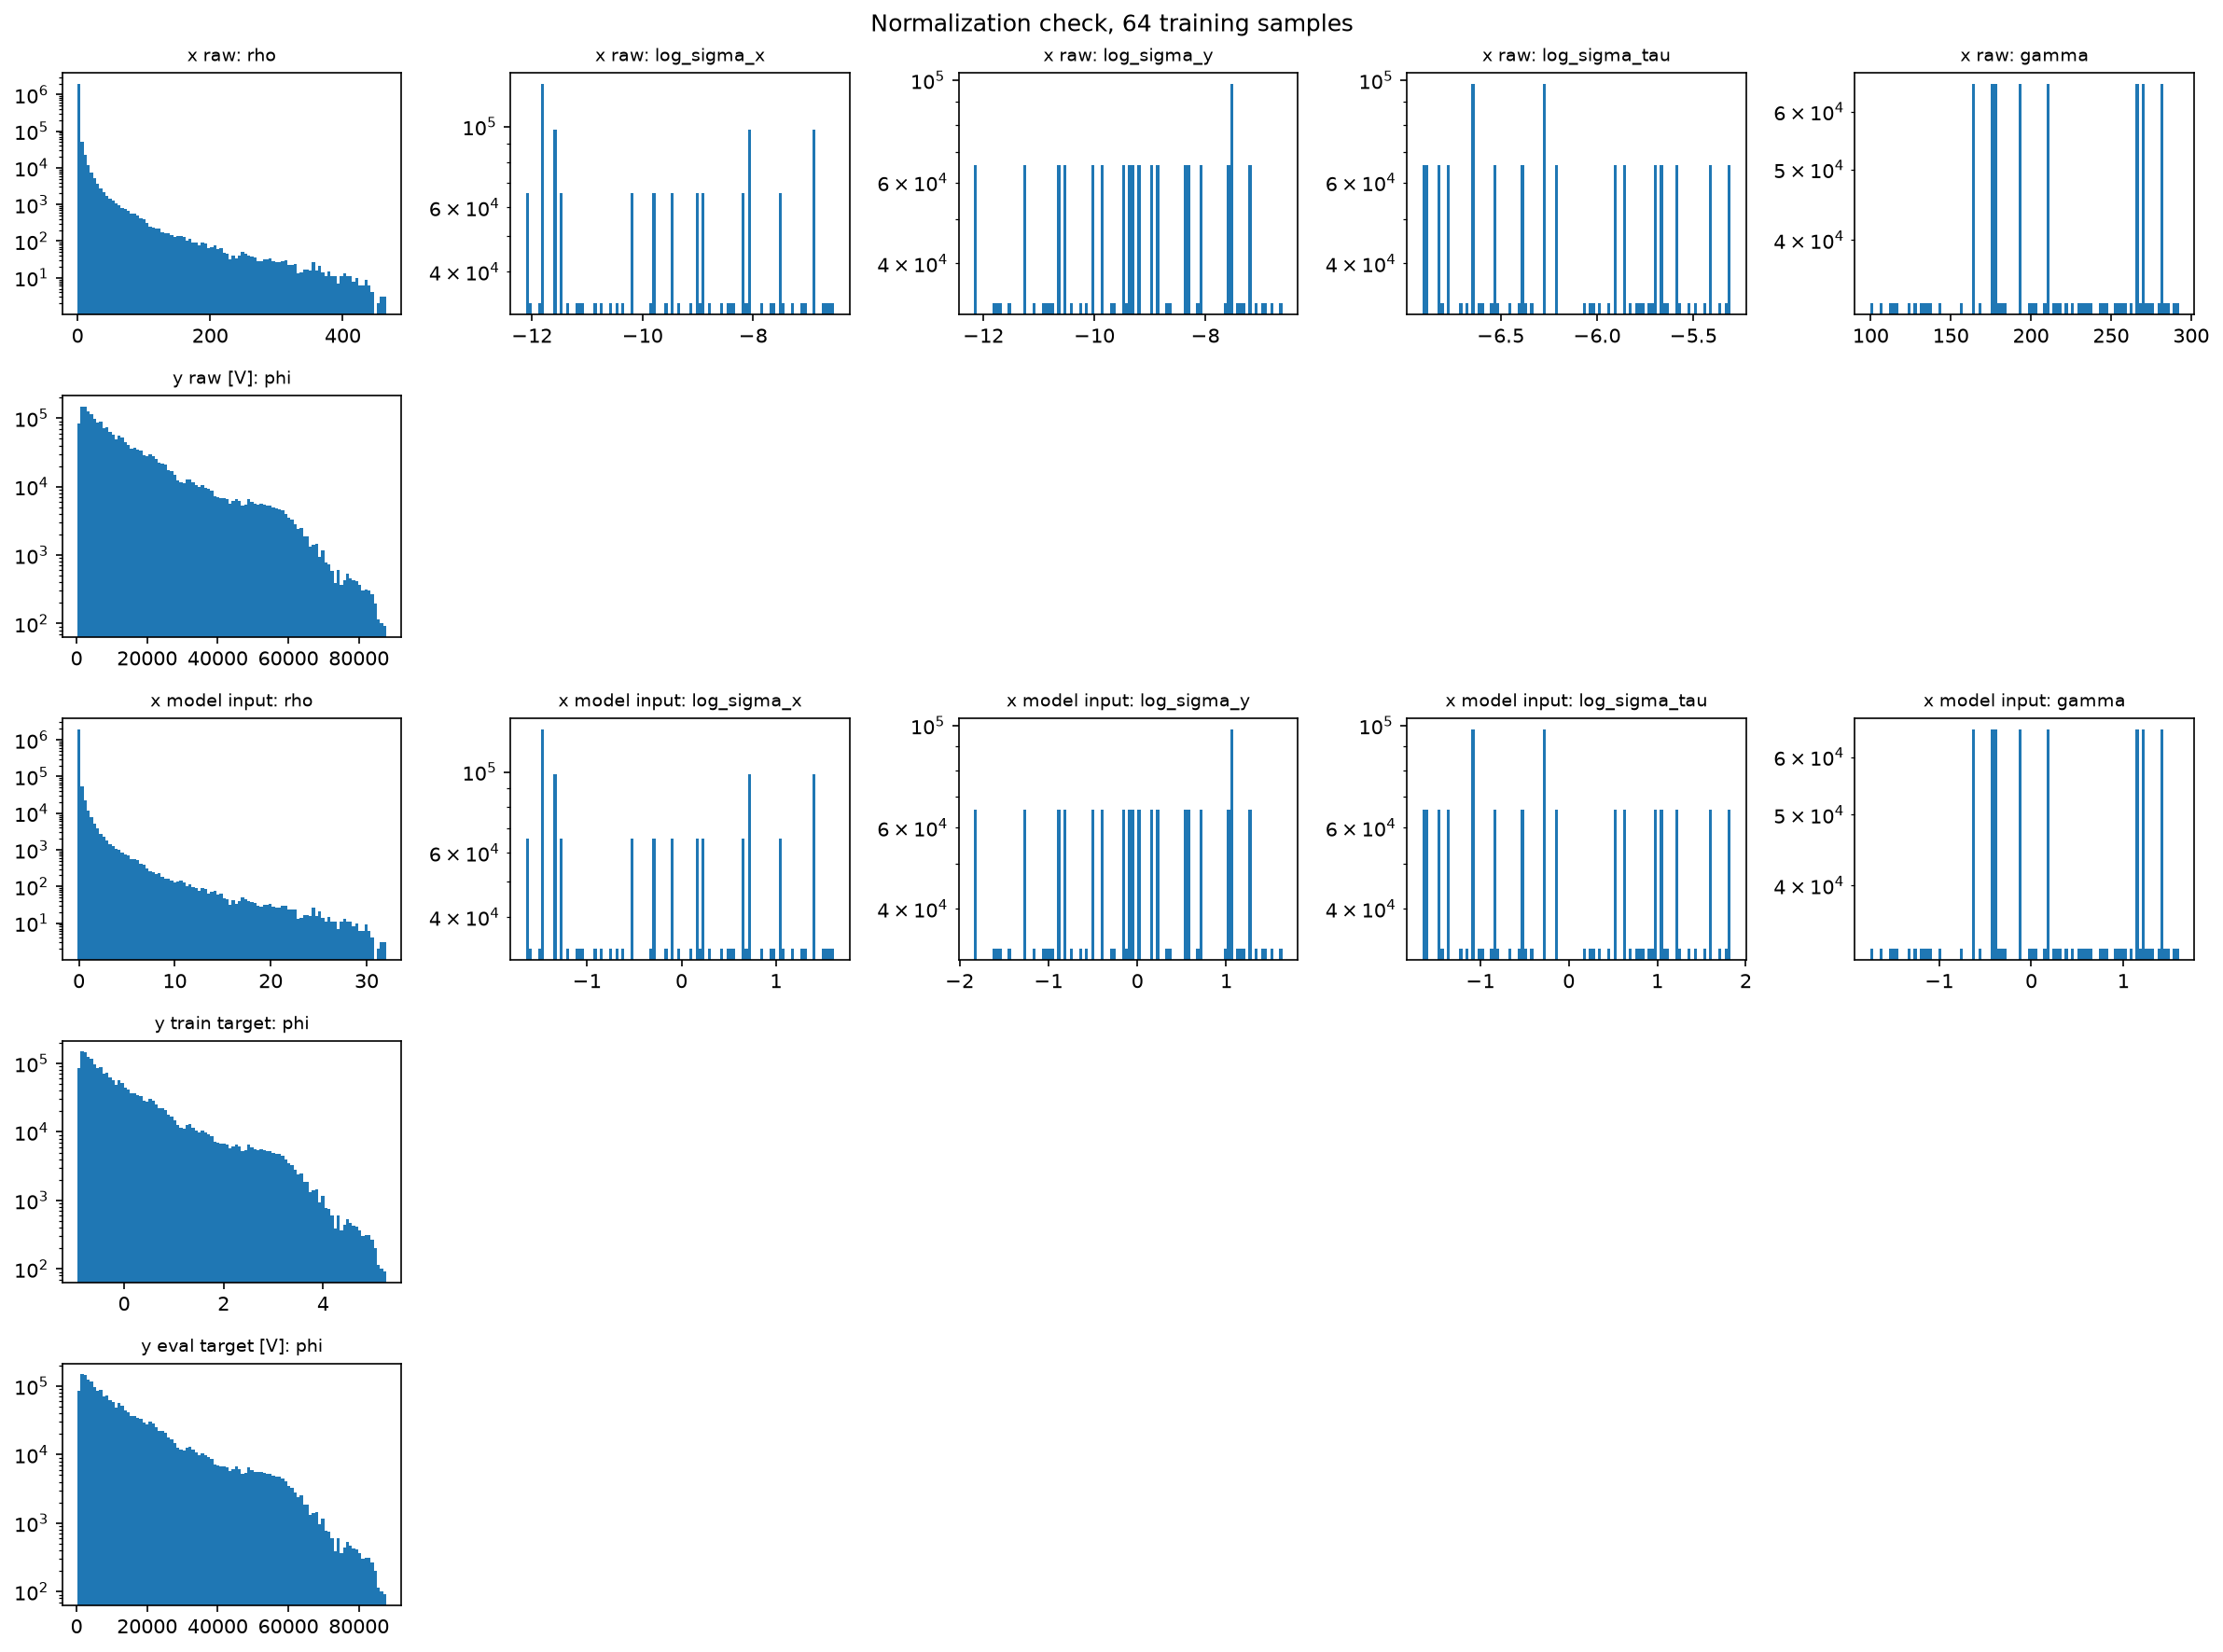 Normalization check, 64 training samples
x raw: rho
x raw: log_sigma_x
x raw: log_sigma_y
x raw: log_sigma_tau
x raw: gamma
10⁶
10⁵
10⁴
10³
10²
10¹
0 200 400
10⁵
6 × 10⁴
4 × 10⁴
−12 −10 −8
10⁵
6 × 10⁴
4 × 10⁴
−12 −10 −8
10⁵
6 × 10⁴
4 × 10⁴
−6.5 −6.0 −5.5
6 × 10⁴
5 × 10⁴
4 × 10⁴
100 150 200 250 300
y raw [V]: phi
10⁵
10⁴
10³
10²
0 20000 40000 60000 80000
x model input: rho
x model input: log_sigma_x
x model input: log_sigma_y
x model input: log_sigma_tau
x model input: gamma
10⁶
10⁵
10⁴
10³
10²
10¹
0 10 20 30
10⁵
6 × 10⁴
4 × 10⁴
−1 0 1
10⁵
6 × 10⁴
4 × 10⁴
−2 −1 0 1
10⁵
6 × 10⁴
4 × 10⁴
−1 0 1 2
6 × 10⁴
5 × 10⁴
4 × 10⁴
−1 0 1
y train target: phi
10⁵
10⁴
10³
10²
0 2 4
y eval target [V]: phi
10⁵
10⁴
10³
10²
0 20000 40000 60000 80000